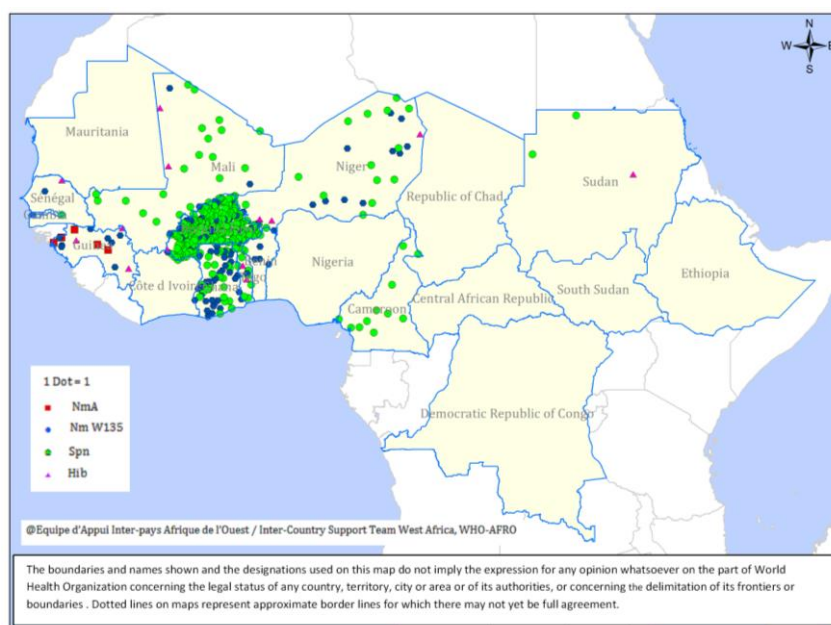 N
W E
S
Mauritania
Mali
Niger
Republic of Chad
Sudan
Sénégal
Nigeria
Ethiopia
Côte d Ivoire
Cameroon
Central African Republic
South Sudan
Democratic Republic of Congo
1 Dot = 1
NmA
Nm W135
Spn
Hib
@Equipe d'Appui Inter-pays Afrique de l'Ouest / Inter-Country Support Team West Africa, WHO-AFRO
The boundaries and names shown and the designations used on this map do not imply the expression for any opinion whatsoever on the part of World
Health Organization concerning the legal status of any country, territory, city or area or of its authorities, or concerning the delimitation of its frontiers or
boundaries . Dotted lines on maps represent approximate border lines for which there may not yet be full agreement.